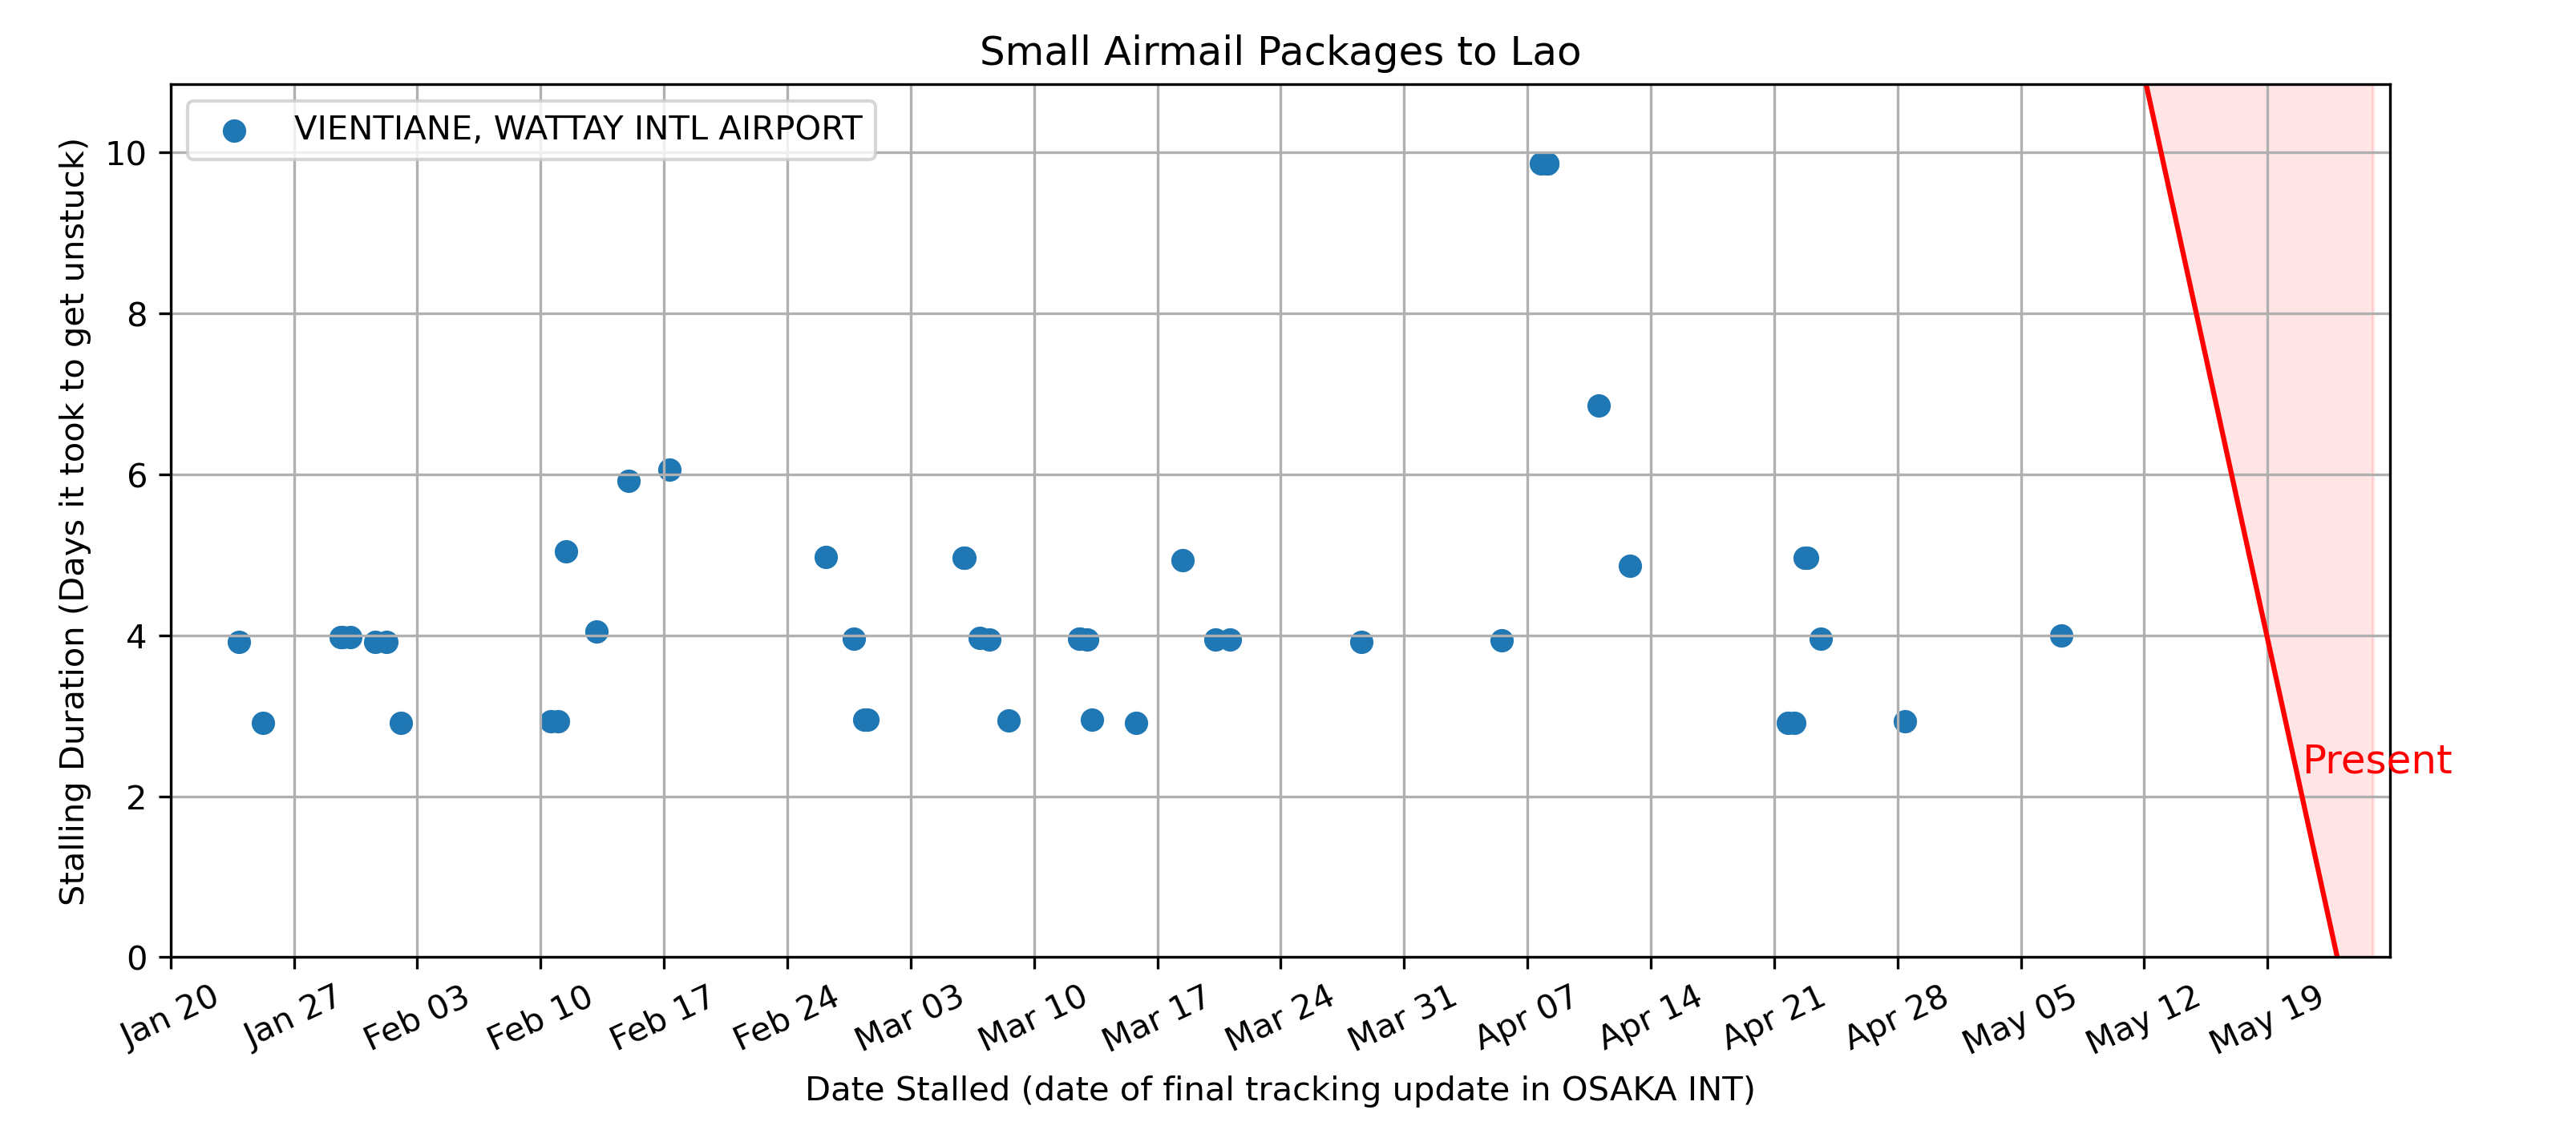 Small Airmail Packages to Lao
VIENTIANE, WATTAY INTL AIRPORT
Stalling Duration (Days it took to get unstuck)
10
8
6
4
2
0
Present
Jan 20
Jan 27
Feb 03
Feb 10
Feb 17
Feb 24
Mar 03
Mar 10
Mar 17
Mar 24
Mar 31
Apr 07
Apr 14
Apr 21
Apr 28
May 05
May 12
May 19
Date Stalled (date of final tracking update in OSAKA INT)